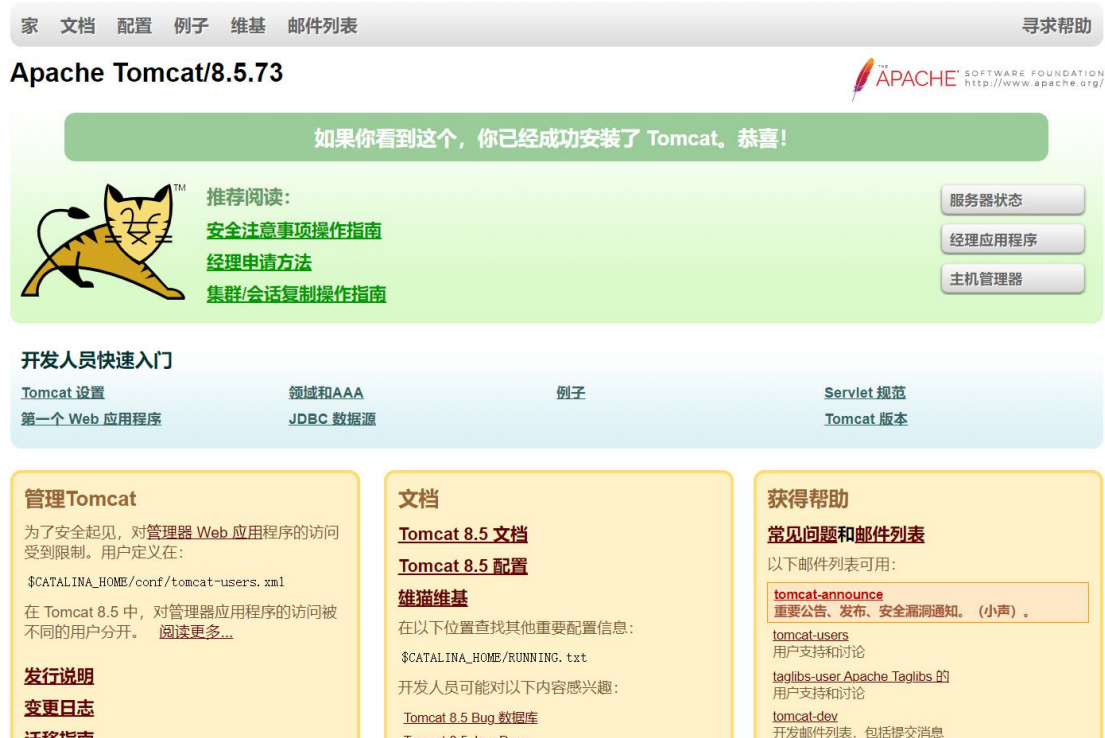 家 文档 配置 例子 维基 邮件列表 寻求帮助
Apache Tomcat/8.5.73
THE APACHE SOFTWARE FOUNDATION
http://www.apache.org/
如果你看到这个，你已经成功安装了 Tomcat。恭喜！
TM
推荐阅读：
安全注意事项操作指南
经理申请方法
集群/会话复制操作指南
服务器状态
经理应用程序
主机管理器
开发人员快速入门
Tomcat 设置
第一个 Web 应用程序
领域和AAA
JDBC 数据源
例子
Servlet 规范
Tomcat 版本
管理Tomcat
为了安全起见，对管理器 Web 应用程序的访问
受到限制。用户定义在：
$CATALINA_HOME/conf/tomcat-users.xml
在 Tomcat 8.5 中，对管理器应用程序的访问被
不同的用户分开。 阅读更多...
发行说明
变更日志
迁移指南
文档
Tomcat 8.5 文档
Tomcat 8.5 配置
雄猫维基
在以下位置查找其他重要配置信息：
$CATALINA_HOME/RUNNING.txt
开发人员可能对以下内容感兴趣：
Tomcat 8.5 Bug 数据库
获得帮助
常见问题和邮件列表
以下邮件列表可用：
tomcat-announce
重要公告、发布、安全漏洞通知。（小声）。
tomcat-users
用户支持和讨论
taglibs-user Apache Taglibs 的
用户支持和讨论
tomcat-dev
开发邮件列表，包括提交消息